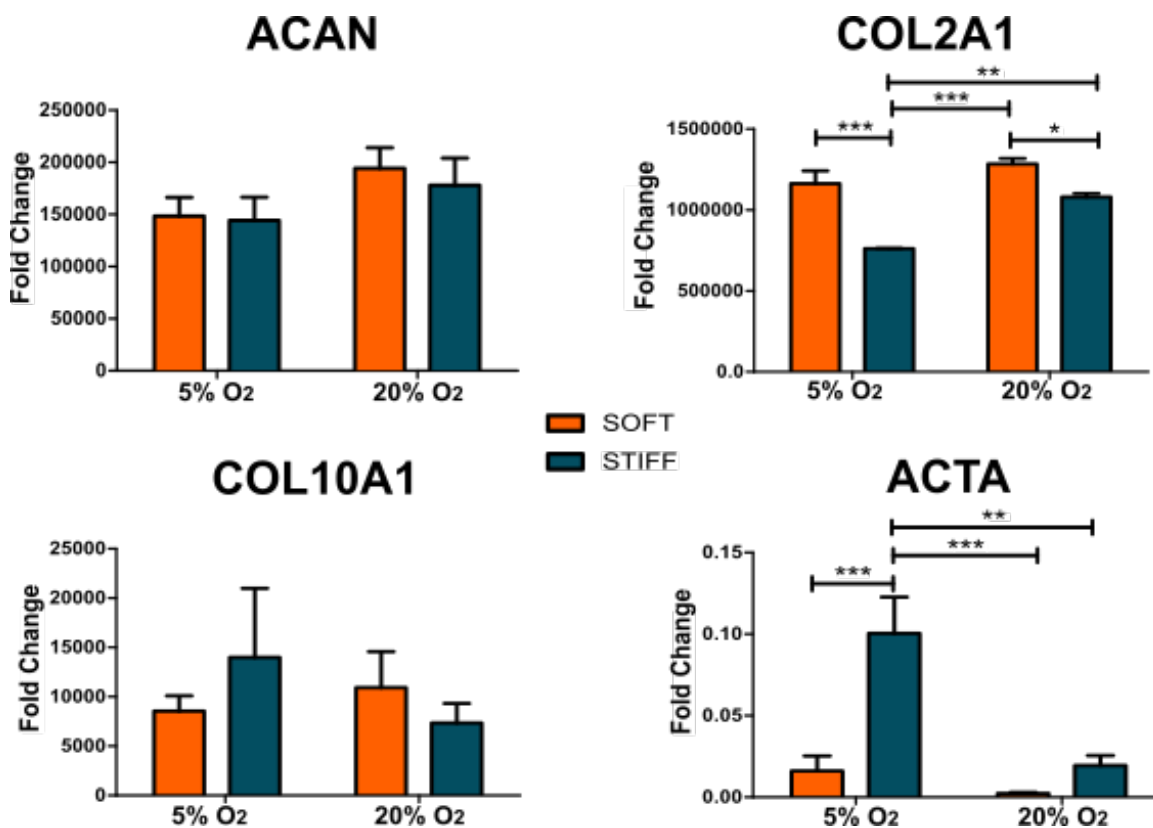 ACAN
Fold Change
250000
200000
150000
100000
50000
0
5% O2
20% O2
COL2A1
**
***
***
*
Fold Change
1500000
1000000
500000
0.0
5% O2
20% O2
SOFT
STIFF
COL10A1
Fold Change
25000
20000
15000
10000
5000
0
5% O2
20% O2
ACTA
**
***
***
Fold Change
0.15
0.10
0.05
0.00
5% O2
20% O2